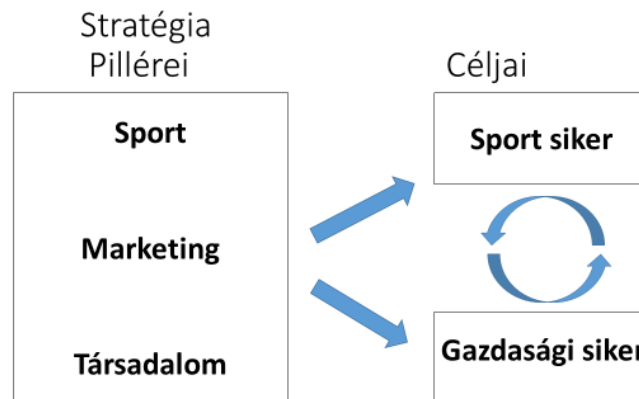 Stratégia
Pillérei
Sport
Marketing
Társadalom
Céljai
Sport siker
Gazdasági siker